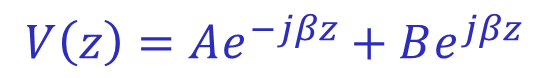 V(z) = Ae^{-jβz} + Be^{jβz}